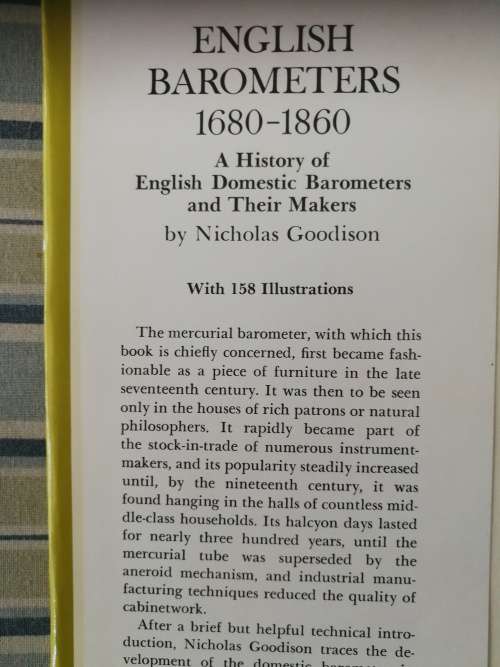 ENGLISH
BAROMETERS
1680-1860
A History of
English Domestic Barometers
and Their Makers
by Nicholas Goodison
With 158 Illustrations
The mercurial barometer, with which this
book is chiefly concerned, first became fash-
ionable as a piece of furniture in the late
seventeenth century. It was then to be seen
only in the houses of rich patrons or natural
philosophers. It rapidly became part of
the stock-in-trade of numerous instrument-
makers, and its popularity steadily increased
until, by the nineteenth century, it was
found hanging in the halls of countless mid-
dle-class households. Its halcyon days lasted
for nearly three hundred years, until the
mercurial tube was superseded by the
aneroid mechanism, and industrial manu-
facturing techniques reduced the quality of
cabinetwork.
After a brief but helpful technical intro-
duction, Nicholas Goodison traces the de-
velopment of the domestic